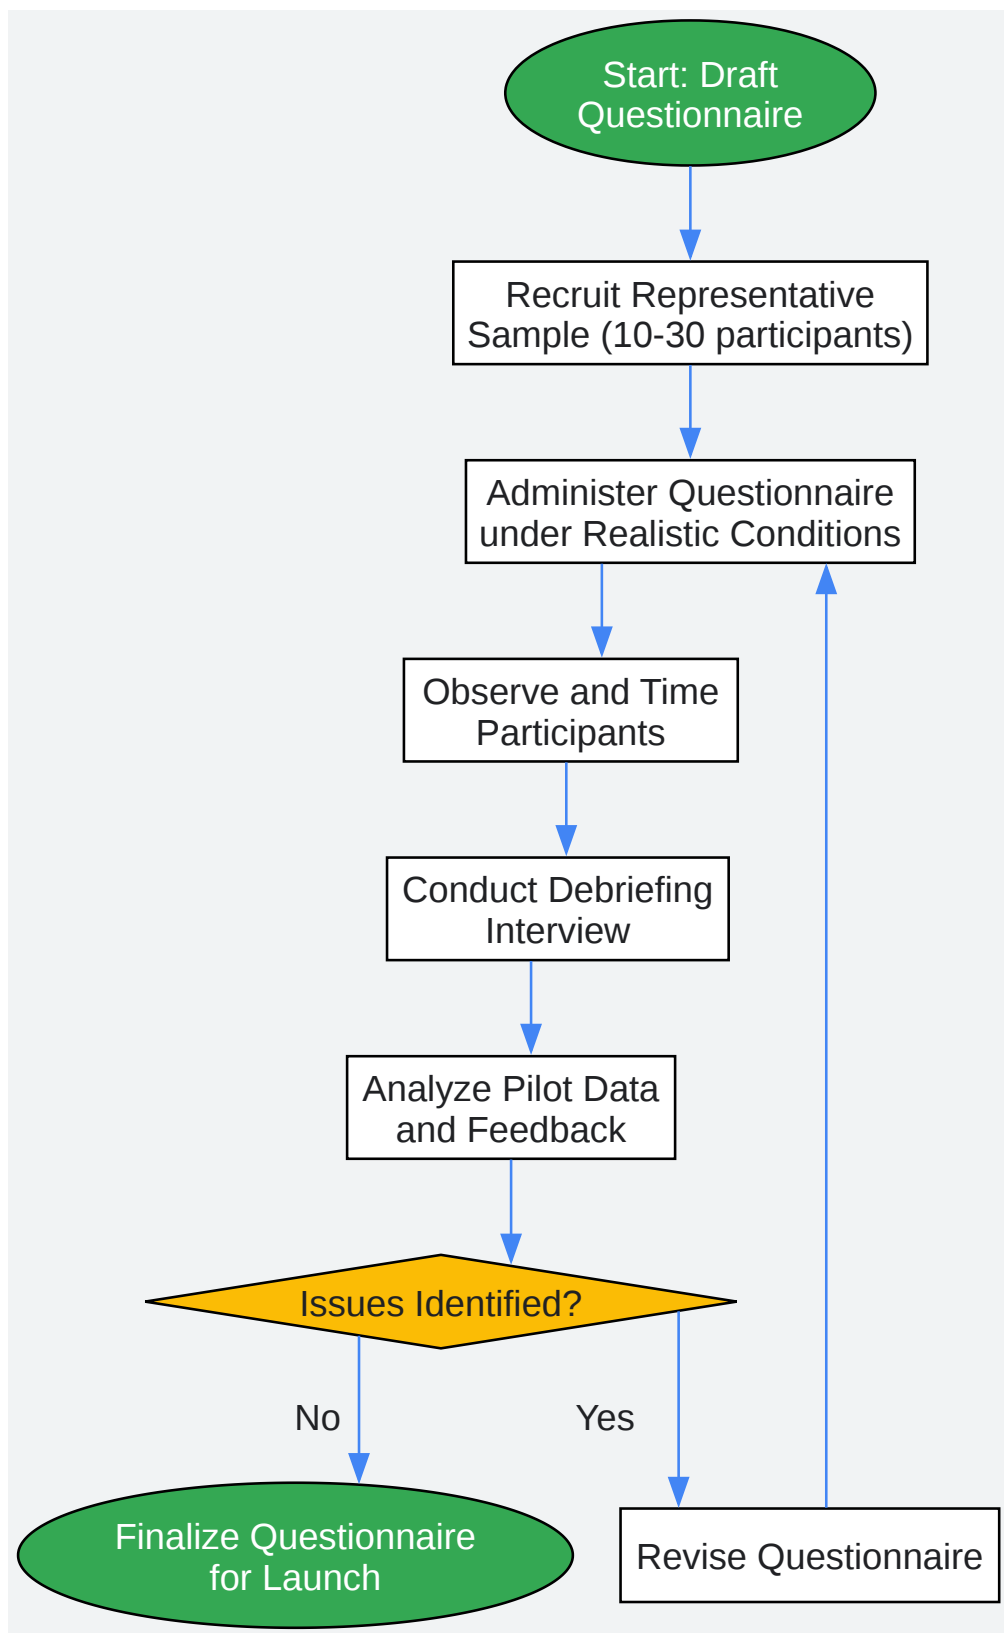 Start: Draft
Questionnaire
Recruit Representative
Sample (10-30 participants)
Administer Questionnaire
under Realistic Conditions
Observe and Time
Participants
Conduct Debriefing
Interview
Analyze Pilot Data
and Feedback
Issues Identified?
No
Yes
Finalize Questionnaire
for Launch
Revise Questionnaire